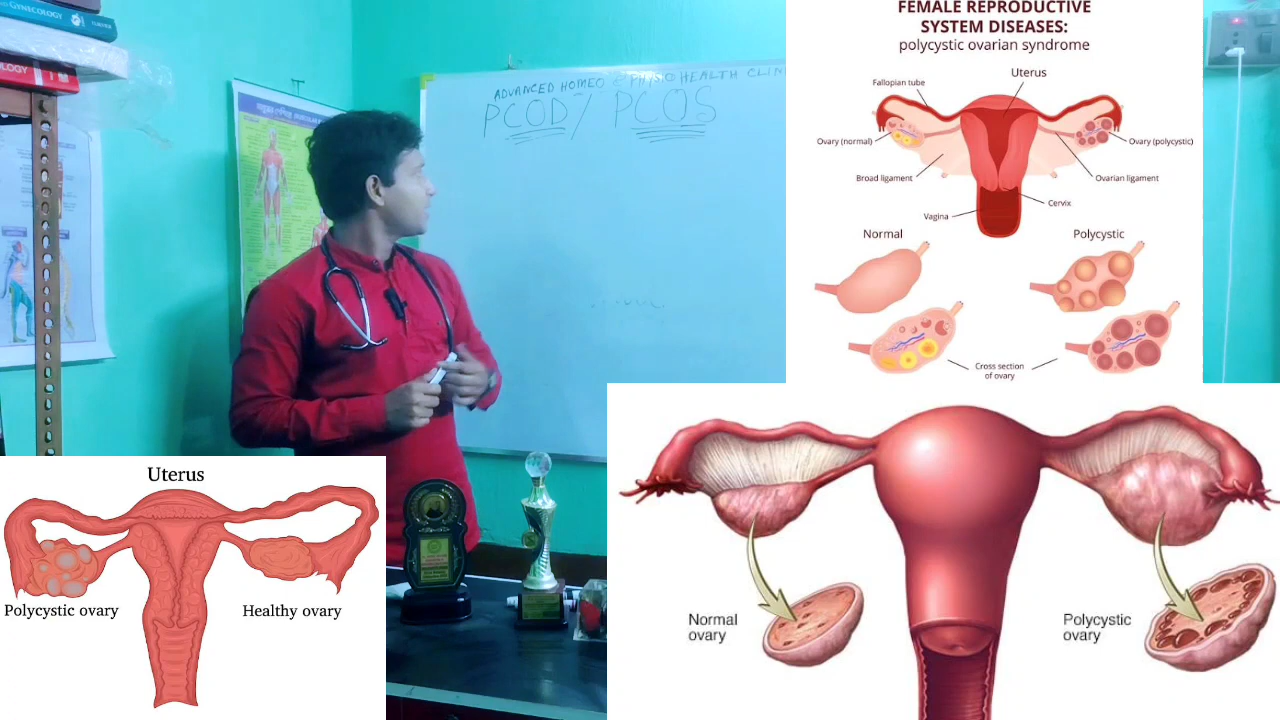 GYNECOLOGY
ELSEVIER
OLOGY
ADVANCED HOMEO & PHYSIO HEALTH CLIN
PCOD / PCOS
FEMALE REPRODUCTIVE
SYSTEM DISEASES:
polycystic ovarian syndrome
Uterus
Fallopian tube
Ovary (normal)
Ovary (polycystic)
Broad ligament
Ovarian ligament
Cervix
Vagina
Normal
Polycystic
Cross section
of ovary
Uterus
Polycystic ovary
Healthy ovary
Normal
ovary
Polycystic
ovary